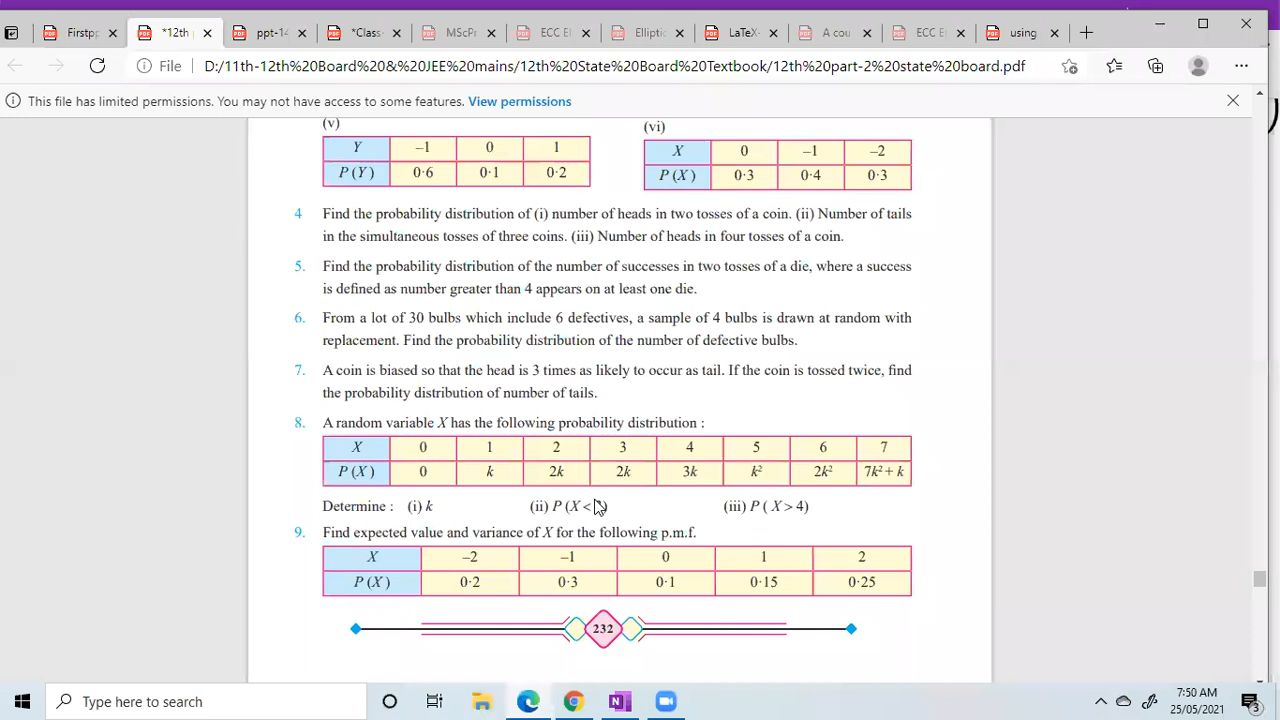 Firstp
*12th p
ppt-14
*Class-
MScPr
ECC El
Elliptic
LaTeX-
A cou
ECC El
using
File D:/11th-12th%20Board%20&%20JEE%20mains/12th%20State%20Board%20Textbook/12th%20part-2%20state%20board.pdf
This file has limited permissions. You may not have access to some features. View permissions
(v)
Y –1 0 1
P (Y) 0·6 0·1 0·2
(vi)
X 0 –1 –2
P (X) 0·3 0·4 0·3
4 Find the probability distribution of (i) number of heads in two tosses of a coin. (ii) Number of tails
in the simultaneous tosses of three coins. (iii) Number of heads in four tosses of a coin.
5. Find the probability distribution of the number of successes in two tosses of a die, where a success
is defined as number greater than 4 appears on at least one die.
6. From a lot of 30 bulbs which include 6 defectives, a sample of 4 bulbs is drawn at random with
replacement. Find the probability distribution of the number of defective bulbs.
7. A coin is biased so that the head is 3 times as likely to occur as tail. If the coin is tossed twice, find
the probability distribution of number of tails.
8. A random variable X has the following probability distribution :
X 0 1 2 3 4 5 6 7
P (X) 0 k 2k 2k 3k k² 2k² 7k² + k
Determine : (i) k (ii) P (X < ) (iii) P ( X > 4)
9. Find expected value and variance of X for the following p.m.f.
X –2 –1 0 1 2
P (X) 0·2 0·3 0·1 0·15 0·25
232
Type here to search
7:50 AM
25/05/2021
3